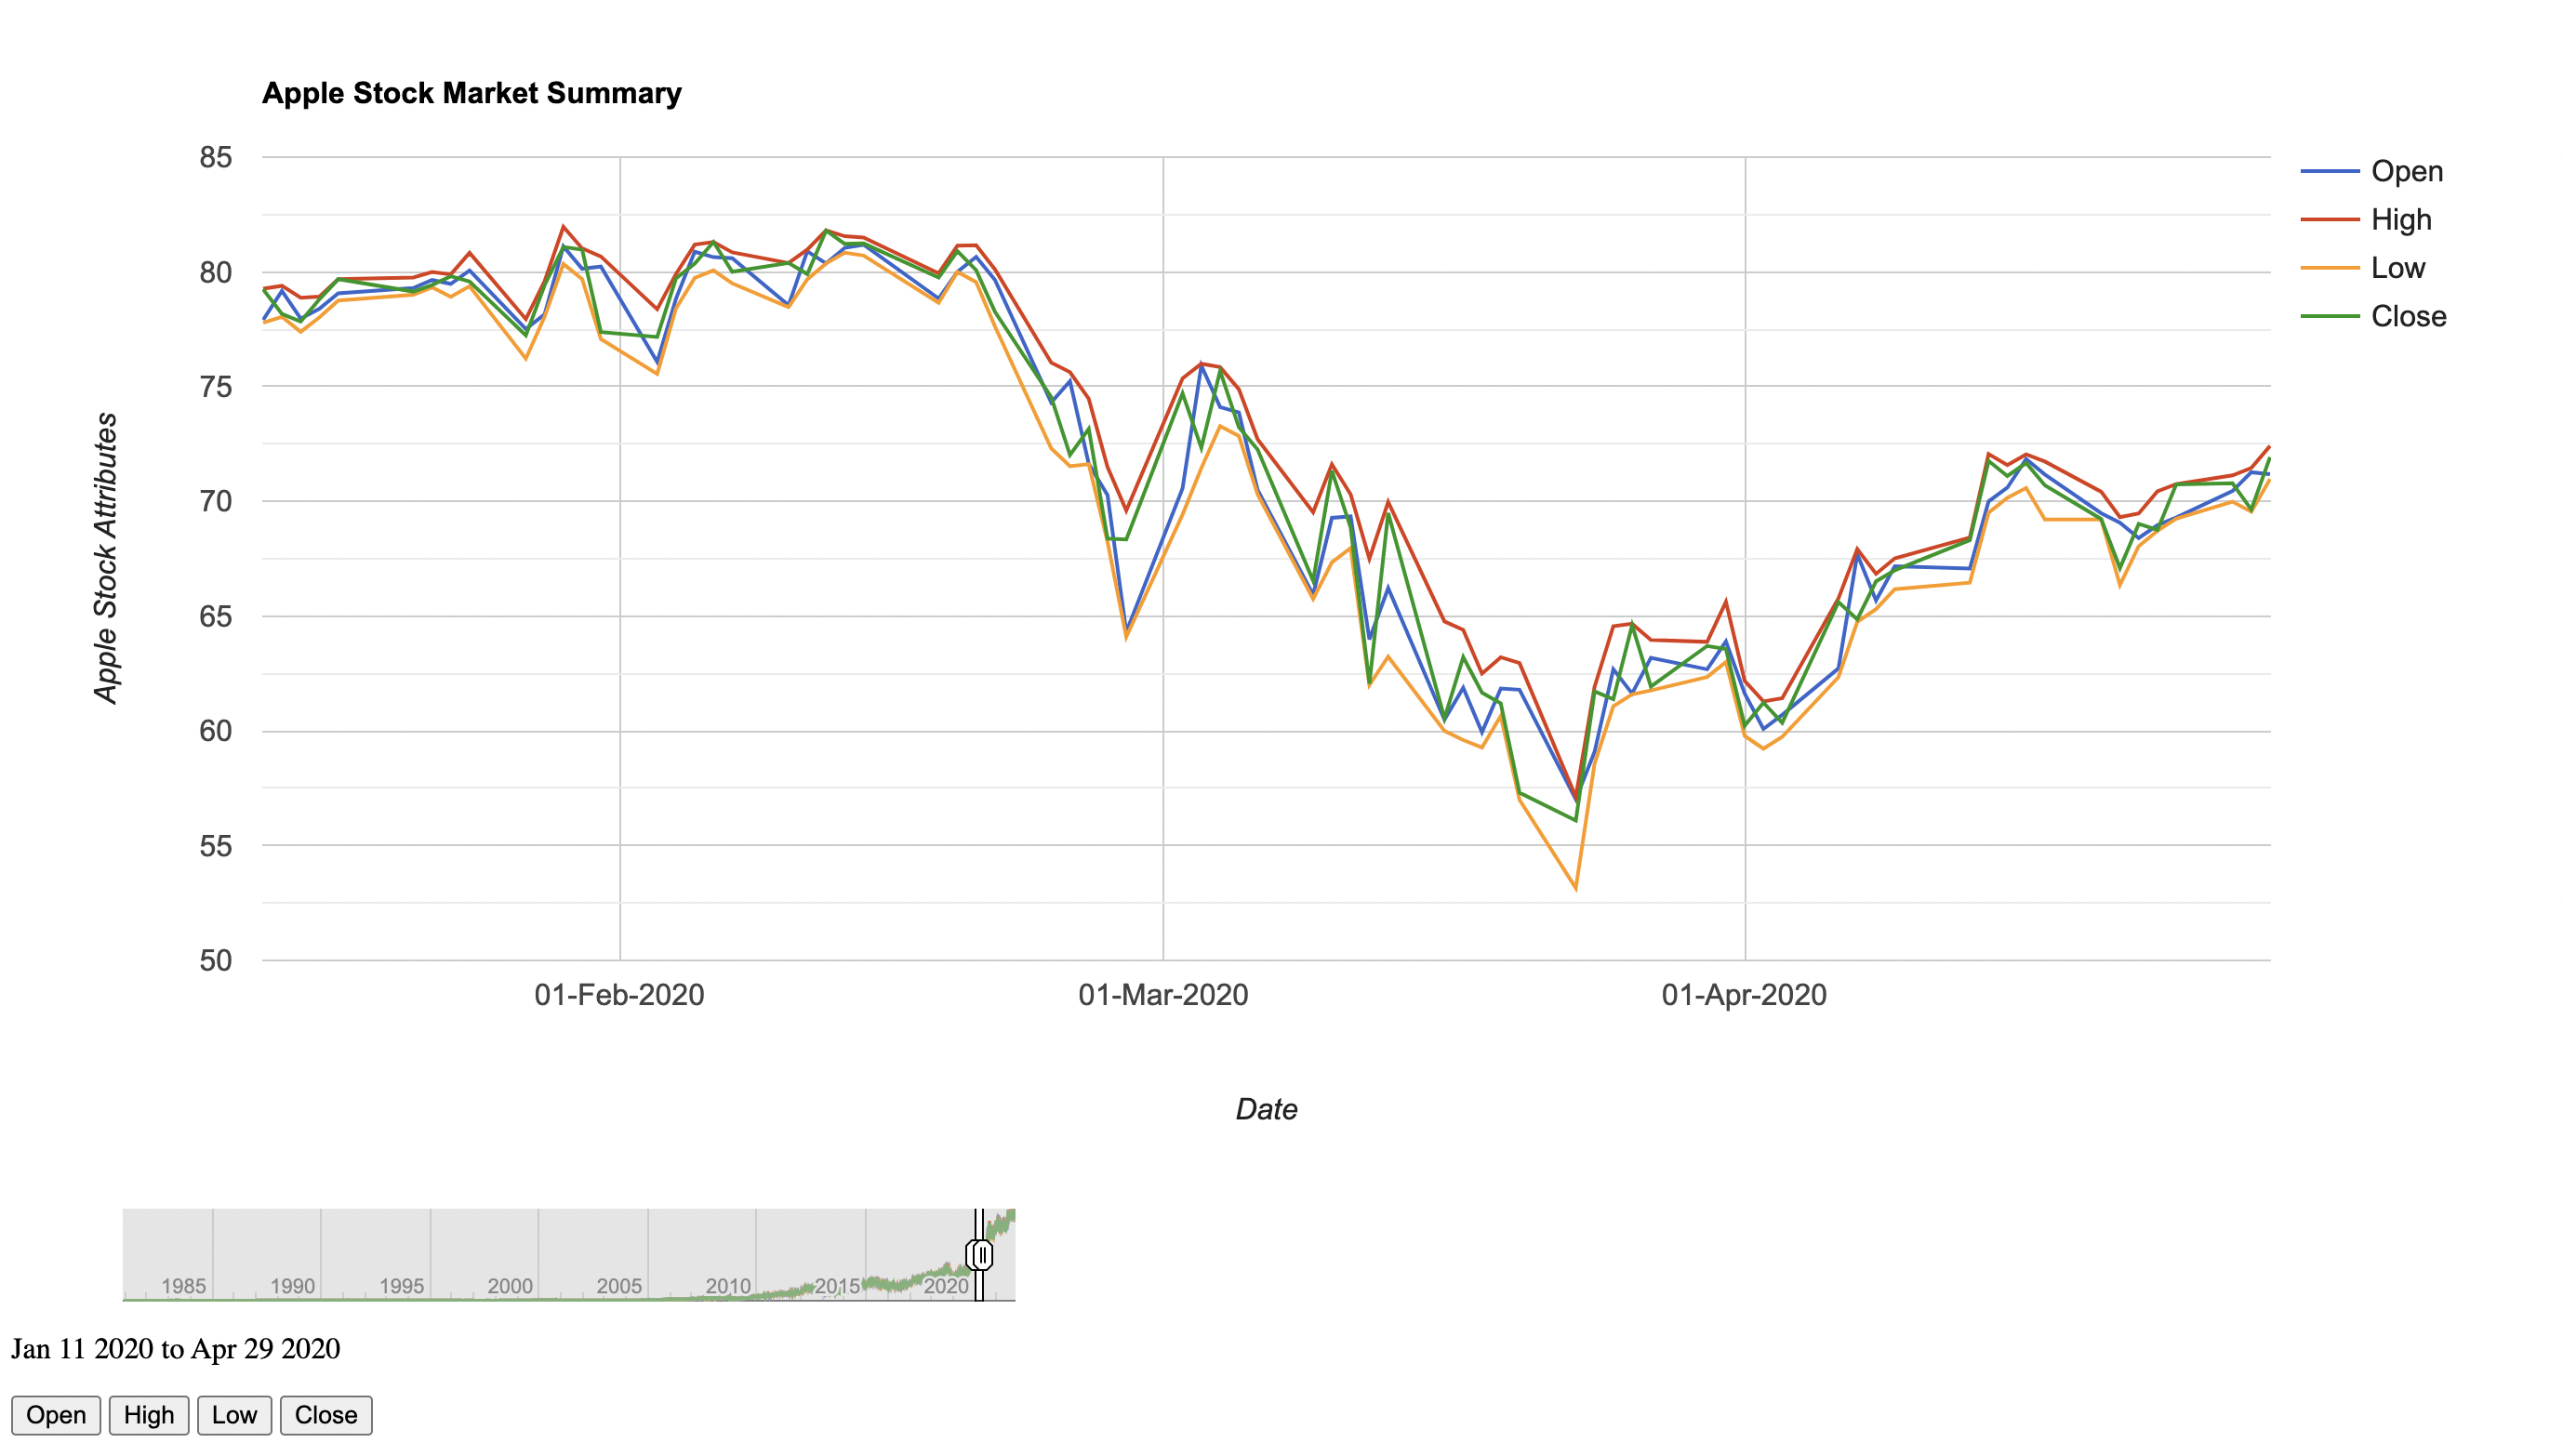 Apple Stock Market Summary
85
80
75
70
65
60
55
50
Apple Stock Attributes
Open
High
Low
Close
01-Feb-2020 01-Mar-2020 01-Apr-2020
Date
1985 1990 1995 2000 2005 2010 2015 2020
Jan 11 2020 to Apr 29 2020
Open High Low Close